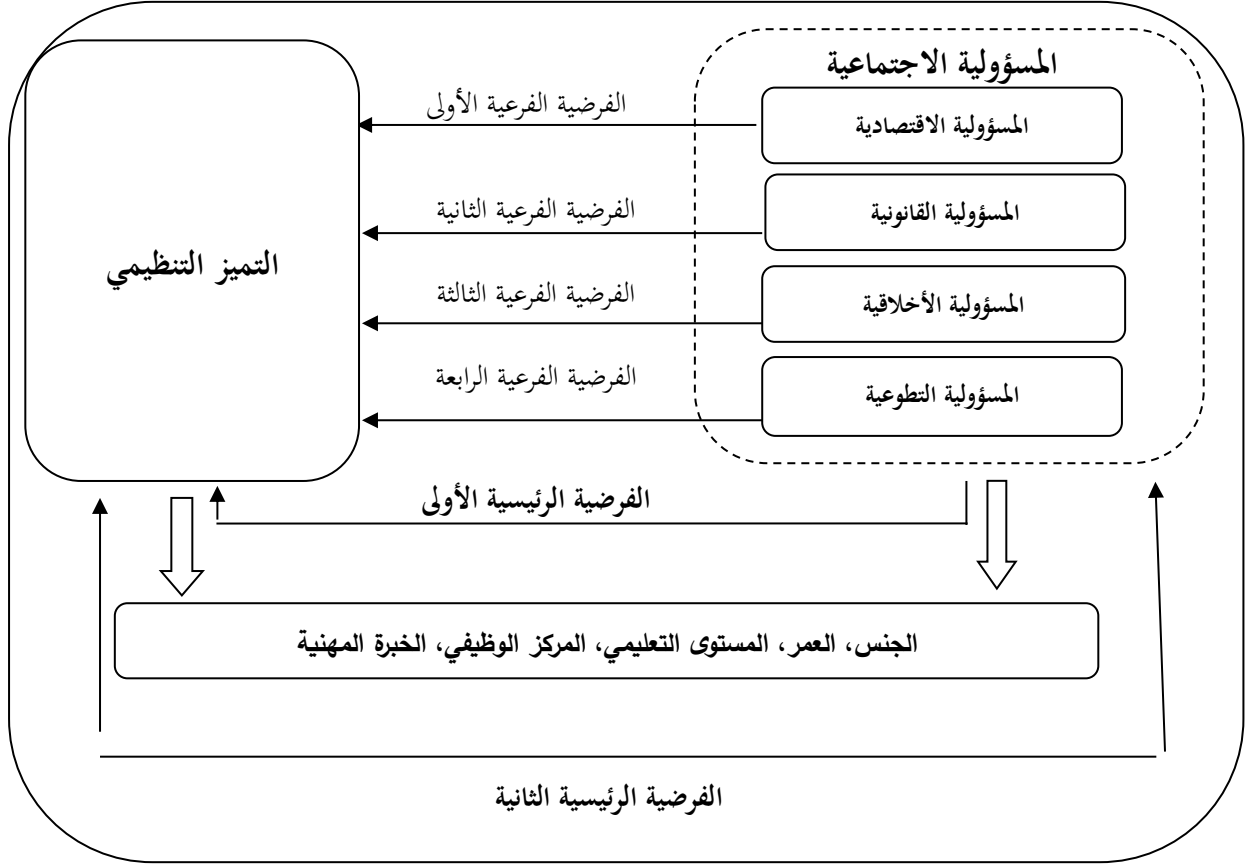 المسؤولية الاجتماعية
المسؤولية الاقتصادية
الفرضية الفرعية الأولى
المسؤولية القانونية
الفرضية الفرعية الثانية
التميز التنظيمي
المسؤولية الأخلاقية
الفرضية الفرعية الثالثة
المسؤولية التطوعية
الفرضية الفرعية الرابعة
الفرضية الرئيسية الأولى
الجنس، العمر، المستوى التعليمي، المركز الوظيفي، الخبرة المهنية
الفرضية الرئيسية الثانية